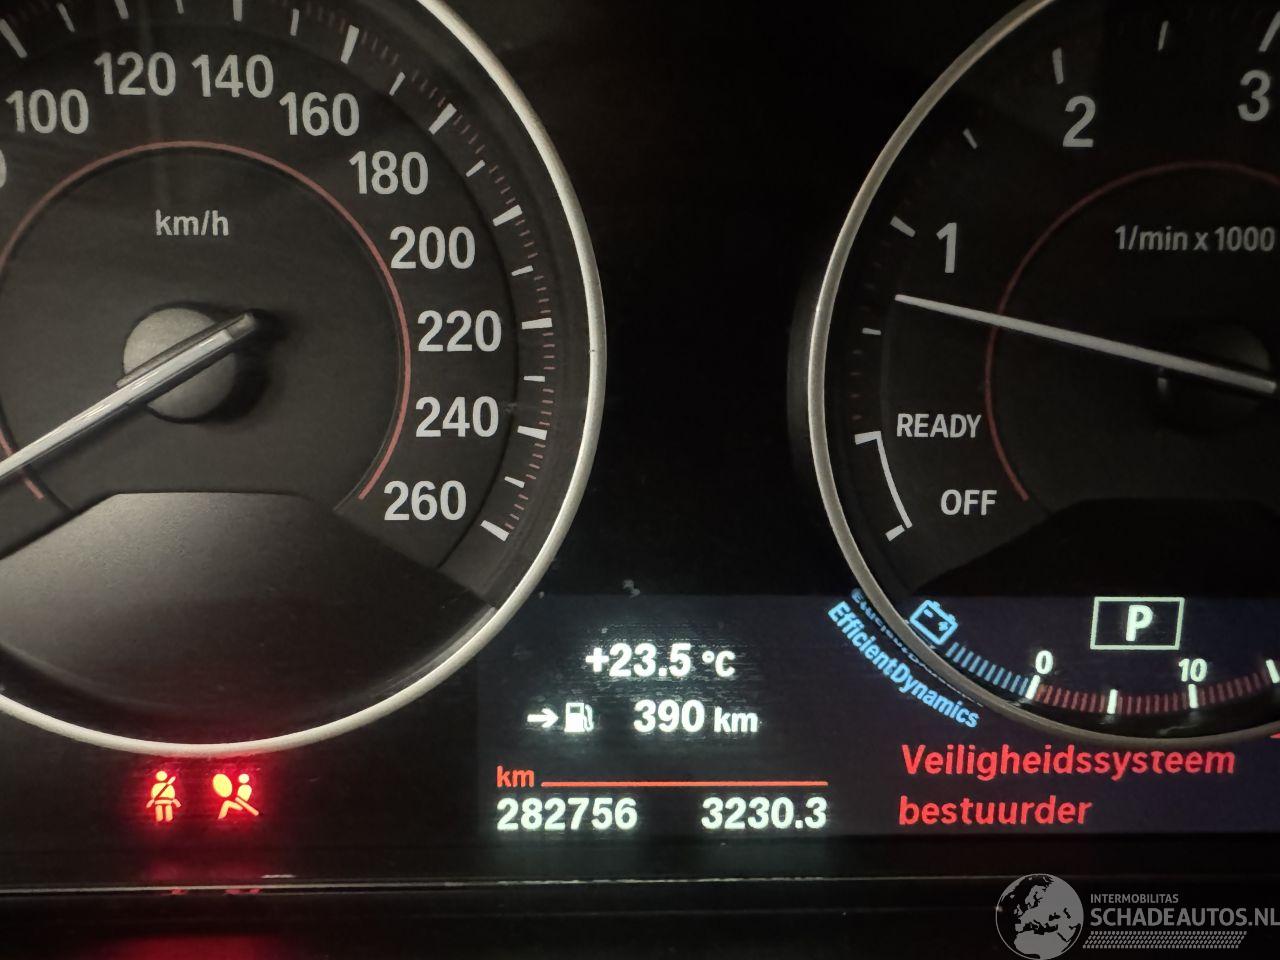 100
120
140
160
180
200
220
240
260
km/h
1
2
3
1/min x 1000
READY
OFF
P
0
10
EfficientDynamics
+23.5 °C
390 km
km
282756 3230.3
Veiligheidssysteem
bestuurder
INTERMOBILITAS
SCHADEAUTOS.NL